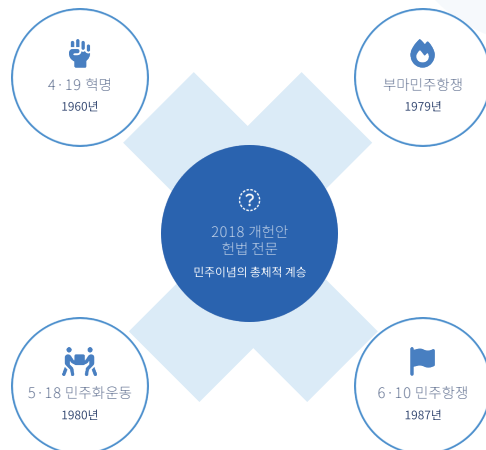 4·19 혁명
1960년
부마민주항쟁
1979년
2018 개헌안
헌법 전문
민주이념의 총체적 계승
5·18 민주화운동
1980년
6·10 민주항쟁
1987년